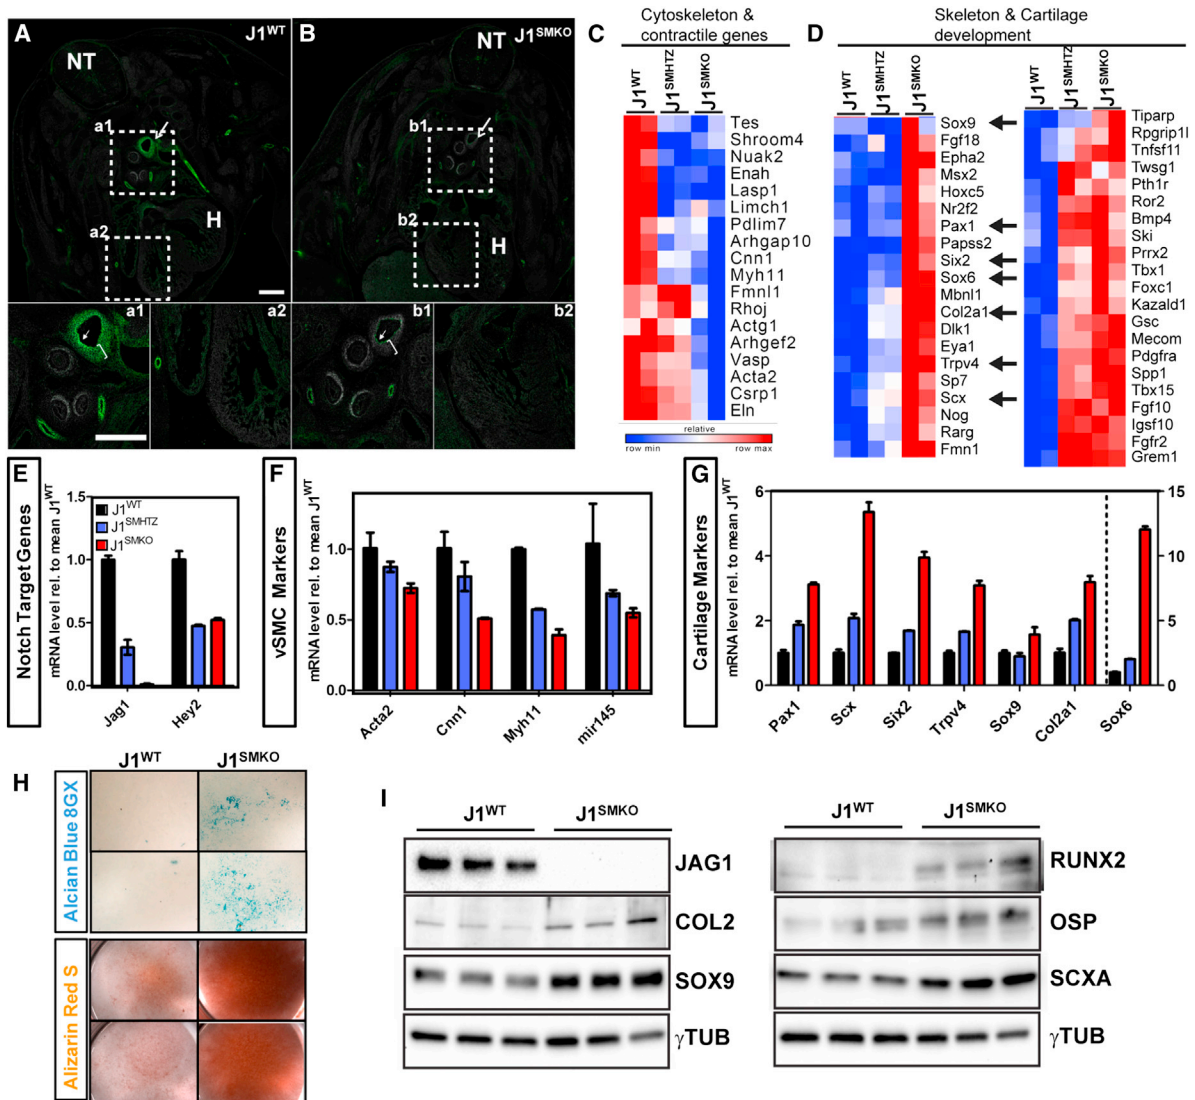 A
J1WT
NT
a1
a2
H
B
J1SMKO
NT
b1
b2
H
a1
a2
b1
b2
C
Cytoskeleton &
contractile genes
J1WT
J1SMHTZ
J1SMKO
Tes
Shroom4
Nuak2
Enah
Lasp1
Limch1
Pdlim7
Arhgap10
Cnn1
Myh11
Fmnl1
Rhoj
Actg1
Arhgef2
Vasp
Acta2
Csrp1
Eln
relative
row min
row max
D
Skeleton & Cartilage
development
J1WT
J1SMHTZ
J1SMKO
Sox9
Fgf18
Epha2
Msx2
Hoxc5
Nr2f2
Pax1
Papss2
Six2
Sox6
Mbnl1
Col2a1
Dlk1
Eya1
Trpv4
Sp7
Scx
Nog
Rarg
Fmn1
J1WT
J1SMHTZ
J1SMKO
Tiparp
Rpgrip1l
Tnfsf11
Twsg1
Pth1r
Ror2
Bmp4
Ski
Prrx2
Tbx1
Foxc1
Kazald1
Gsc
Mecom
Pdgfra
Spp1
Tbx15
Fgf10
Igsf10
Fgfr2
Grem1
E
Notch Target Genes
mRNA level rel. to mean J1WT
1.5
1.0
0.5
0.0
J1WT
J1SMHTZ
J1SMKO
Jag1
Hey2
F
vSMC Markers
mRNA level rel. to mean J1WT
1.0
0.5
0.0
Acta2
Cnn1
Myh11
mir145
G
Cartilage Markers
mRNA level rel. to mean J1WT
6
4
2
0
15
10
5
0
Pax1
Scx
Six2
Trpv4
Sox9
Col2a1
Sox6
H
J1WT
J1SMKO
Alcian Blue 8GX
Alizarin Red S
I
J1WT
J1SMKO
JAG1
COL2
SOX9
γTUB
J1WT
J1SMKO
RUNX2
OSP
SCXA
γTUB